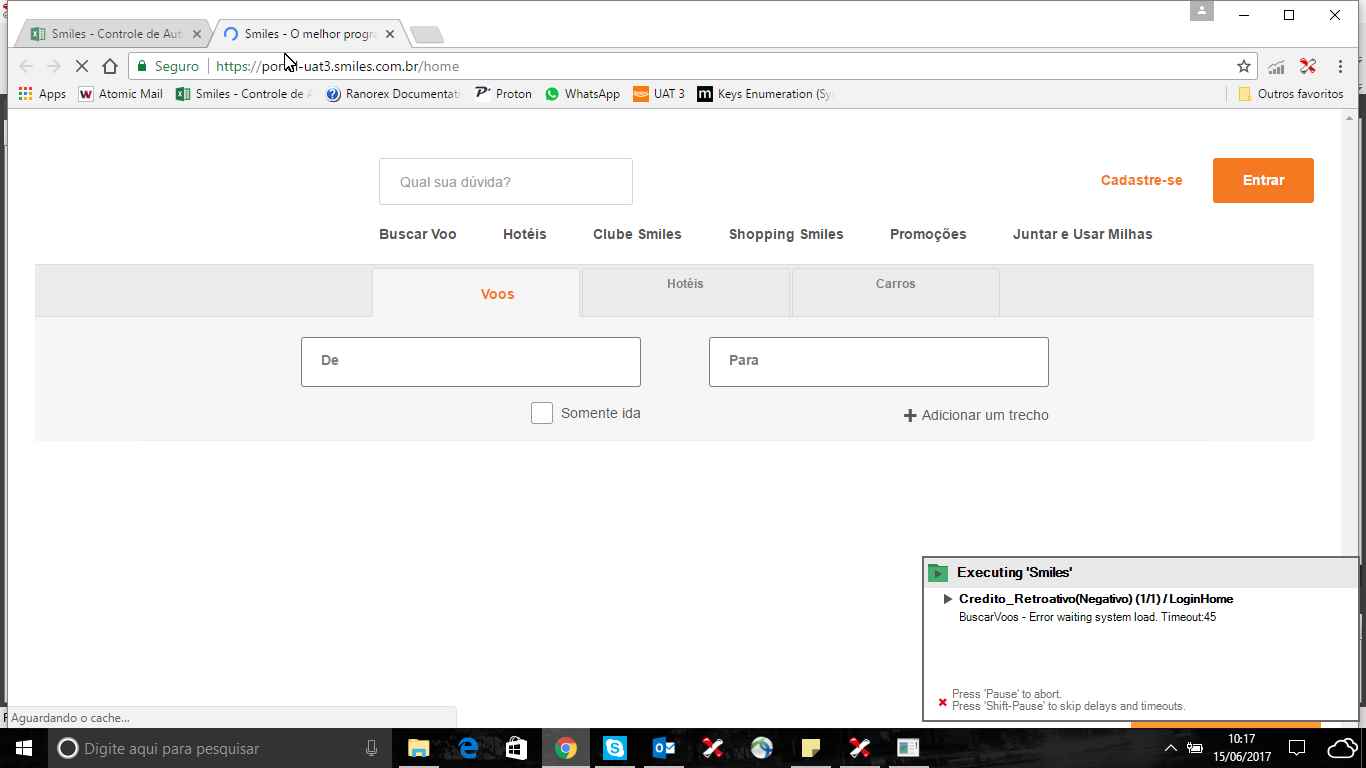 Smiles - Controle de Aut
Smiles - O melhor progra
Seguro
https://portal-uat3.smiles.com.br/home
Apps
Atomic Mail
Smiles - Controle de A
Ranorex Documentat
Proton
WhatsApp
UAT 3
Keys Enumeration (Sy
Outros favoritos
Qual sua dúvida?
Cadastre-se
Entrar
Buscar Voo
Hotéis
Clube Smiles
Shopping Smiles
Promoções
Juntar e Usar Milhas
Voos
Hotéis
Carros
De
Para
Somente ida
Adicionar um trecho
Executing 'Smiles'
Credito_Retroativo(Negativo) (1/1) / LoginHome
BuscarVoos - Error waiting system load. Timeout:45
Press 'Pause' to abort.
Press 'Shift-Pause' to skip delays and timeouts.
Aguardando o cache...
Digite aqui para pesquisar
10:17
15/06/2017